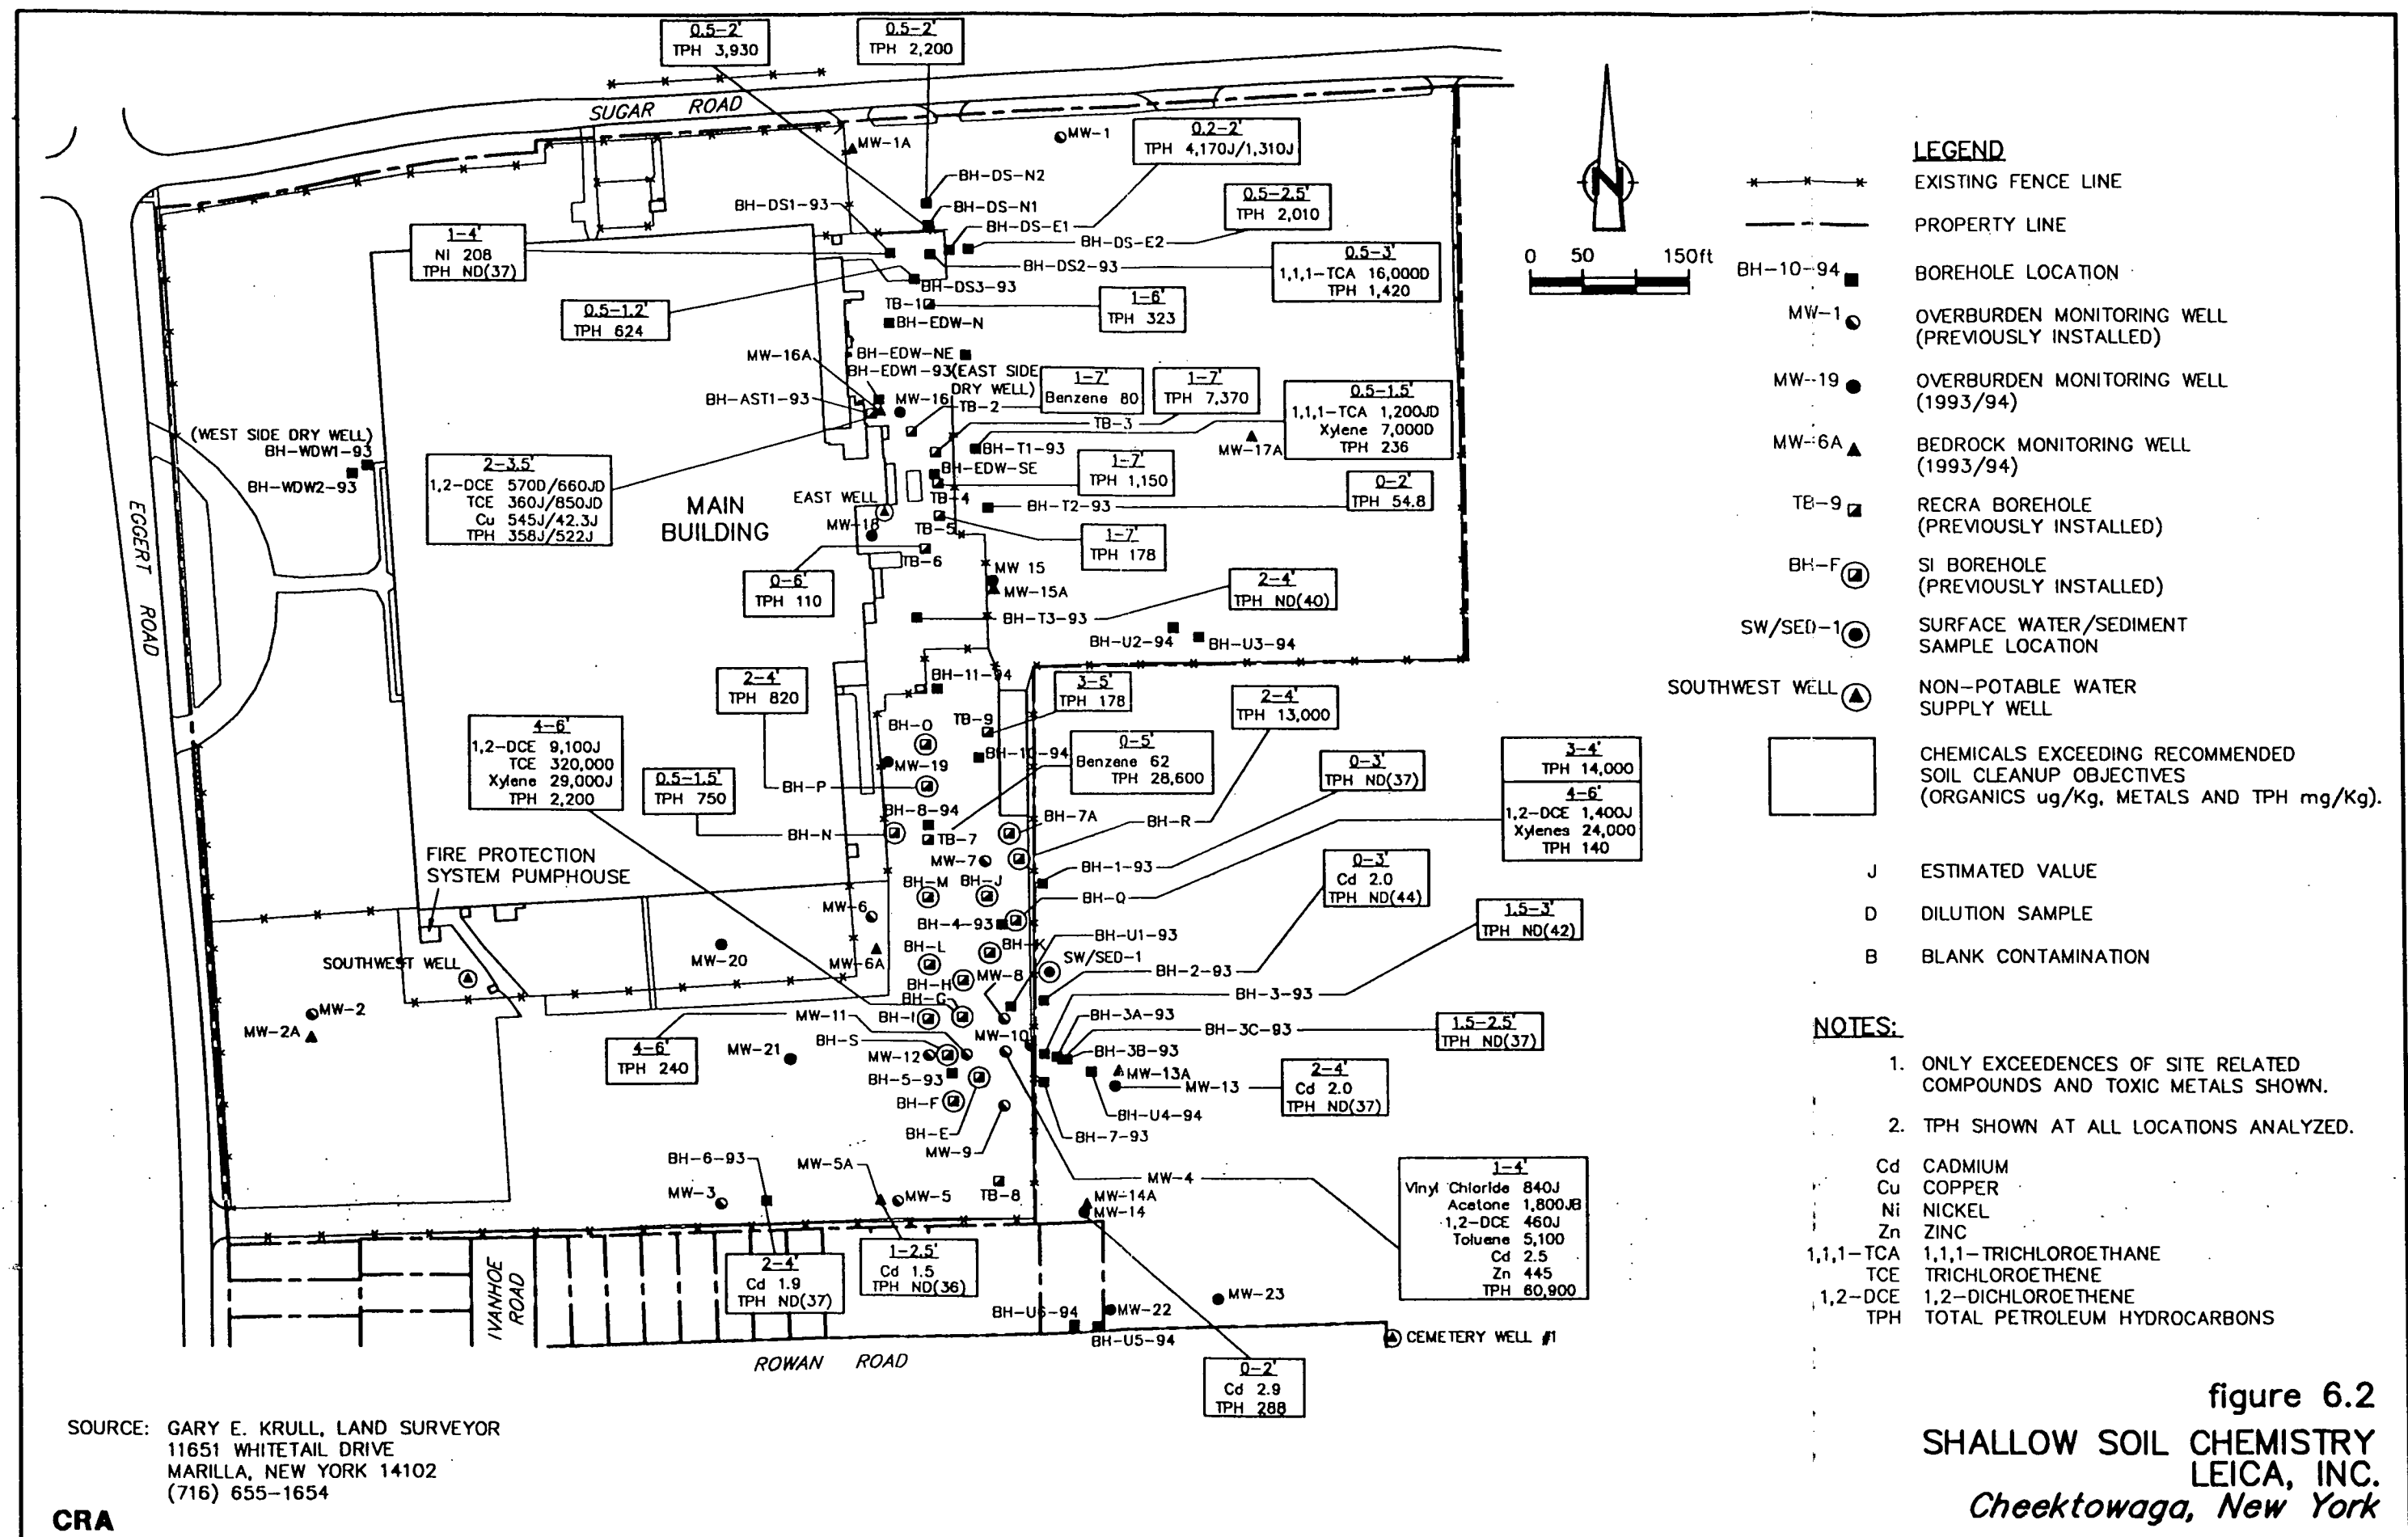 0.5-2'
TPH 3,930
0.5-2'
TPH 2,200
SUGAR ROAD
MW-1A
MW-1
0.2-2'
TPH 4,170J/1,310J
BH-DS-N2
BH-DS1-93
BH-DS-N1
BH-DS-E1
BH-DS-E2
0.5-2.5'
TPH 2,010
1-4'
Ni 208
TPH ND(37)
BH-DS2-93
0.5-3'
1,1,1-TCA 16,000D
TPH 1,420
BH-DS3-93
0.5-1.2'
TPH 624
TB-1
1-6'
TPH 323
BH-EDW-N
MW-16A
BH-EDW-NE
BH-EDW1-93(EAST SIDE
DRY WELL)
BH-AST1-93
MW-16
TB-2
1-7'
Benzene 80
1-7'
TPH 7,370
TB-3
0.5-1.5'
1,1,1-TCA 1,200JD
Xylene 7,000D
TPH 236
MW-17A
BH-T1-93
BH-EDW-SE
(WEST SIDE DRY WELL)
BH-WDW1-93
BH-WDW2-93
2-3.5'
1,2-DCE 570D/660JD
TCE 360J/850JD
Cu 545J/42.3J
TPH 358J/522J
MAIN
BUILDING
EAST WELL
MW-18
TB-4
1-7'
TPH 1,150
BH-T2-93
0-2'
TPH 54.8
TB-5
1-7'
TPH 178
TB-6
0-6'
TPH 110
EGGERT ROAD
MW 15
MW-15A
2-4'
TPH ND(40)
BH-T3-93
BH-U2-94
BH-U3-94
BH-11-94
2-4'
TPH 820
3-5'
TPH 178
2-4'
TPH 13,000
4-6'
1,2-DCE 9,100J
TCE 320,000
Xylene 29,000J
TPH 2,200
BH-O
TB-9
BH-10-94
0-5'
Benzene 62
TPH 28,600
0.5-1.5'
TPH 750
MW-19
BH-P
0-3'
TPH ND(37)
3-4'
TPH 14,000
4-6'
1,2-DCE 1,400J
Xylenes 24,000
TPH 140
BH-8-94
BH-N
TB-7
BH-7A
BH-R
FIRE PROTECTION
SYSTEM PUMPHOUSE
MW-7
BH-1-93
0-3'
Cd 2.0
TPH ND(44)
BH-M
BH-J
BH-Q
MW-6
BH-4-93
1.5-3'
TPH ND(42)
BH-L
BH-K
BH-U1-93
SW/SED-1
SOUTHWEST WELL
MW-20
MW-6A
BH-H
MW-8
BH-2-93
BH-G
BH-3-93
MW-2
MW-2A
MW-11
BH-I
BH-3A-93
BH-3C-93
1.5-2.5'
TPH ND(37)
4-6'
TPH 240
MW-21
BH-S
MW-12
MW-10
BH-3B-93
BH-5-93
MW-13A
MW-13
2-4'
Cd 2.0
TPH ND(37)
BH-F
BH-U4-94
BH-E
BH-7-93
MW-9
BH-6-93
MW-5A
MW-4
MW-3
MW-5
TB-8
MW-14A
MW-14
1-4'
Vinyl Chloride 840J
Acetone 1,800JB
1,2-DCE 460J
Toluene 5,100
Cd 2.5
Zn 445
TPH 60,900
IVANHOE
ROAD
2-4'
Cd 1.9
TPH ND(37)
1-2.5'
Cd 1.5
TPH ND(36)
BH-U6-94
MW-22
MW-23
BH-U5-94
CEMETERY WELL #1
ROWAN ROAD
0-2'
Cd 2.9
TPH 288
N
0 50 150ft
LEGEND
EXISTING FENCE LINE
PROPERTY LINE
BH-10-94 BOREHOLE LOCATION
MW-1 OVERBURDEN MONITORING WELL
(PREVIOUSLY INSTALLED)
MW-19 OVERBURDEN MONITORING WELL
(1993/94)
MW-6A BEDROCK MONITORING WELL
(1993/94)
TB-9 RECRA BOREHOLE
(PREVIOUSLY INSTALLED)
BH-F SI BOREHOLE
(PREVIOUSLY INSTALLED)
SW/SED-1 SURFACE WATER/SEDIMENT
SAMPLE LOCATION
SOUTHWEST WELL NON-POTABLE WATER
SUPPLY WELL
CHEMICALS EXCEEDING RECOMMENDED
SOIL CLEANUP OBJECTIVES
(ORGANICS ug/Kg, METALS AND TPH mg/Kg).
J ESTIMATED VALUE
D DILUTION SAMPLE
B BLANK CONTAMINATION
NOTES:
1. ONLY EXCEEDENCES OF SITE RELATED
COMPOUNDS AND TOXIC METALS SHOWN.
2. TPH SHOWN AT ALL LOCATIONS ANALYZED.
Cd CADMIUM
Cu COPPER
Ni NICKEL
Zn ZINC
1,1,1-TCA 1,1,1-TRICHLOROETHANE
TCE TRICHLOROETHENE
1,2-DCE 1,2-DICHLOROETHENE
TPH TOTAL PETROLEUM HYDROCARBONS
SOURCE: GARY E. KRULL, LAND SURVEYOR
11651 WHITETAIL DRIVE
MARILLA, NEW YORK 14102
(716) 655-1654
CRA
figure 6.2
SHALLOW SOIL CHEMISTRY
LEICA, INC.
Cheektowaga, New York